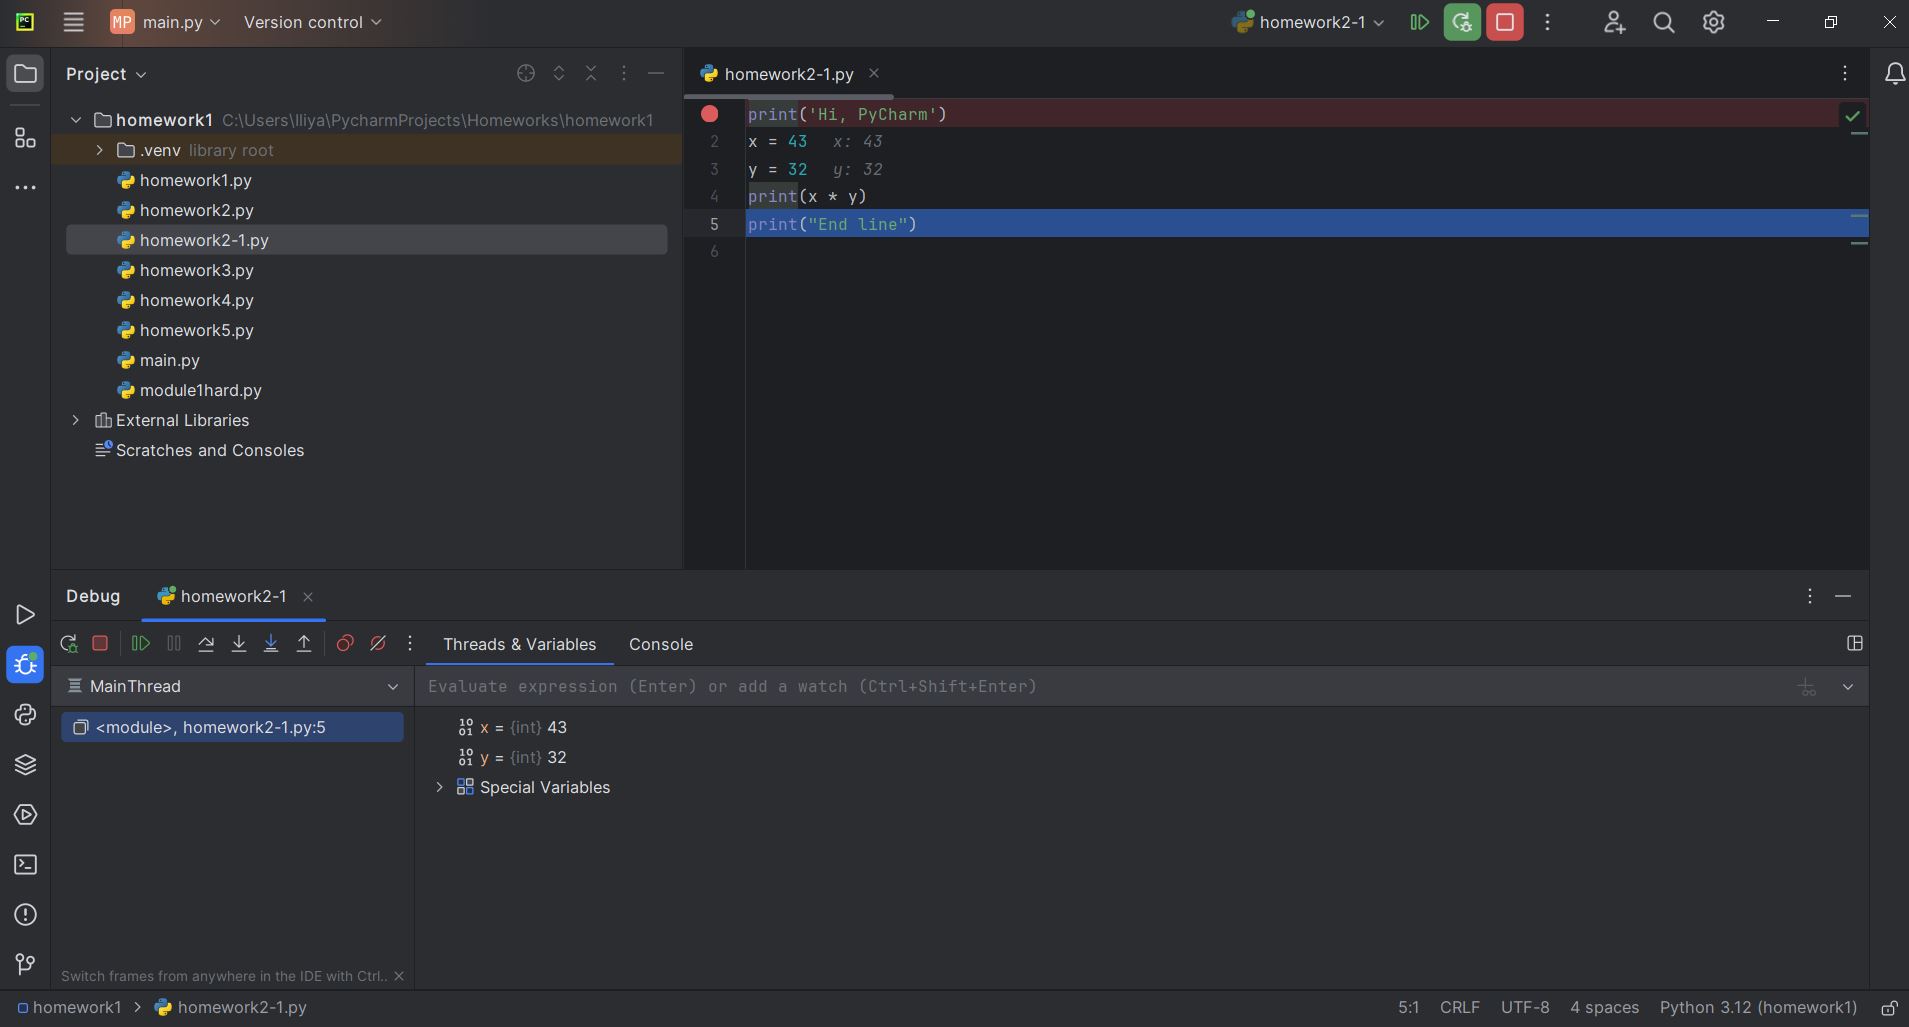 PC
MP main.py Version control homework2-1
Project
homework1 C:\Users\Iliya\PycharmProjects\Homeworks\homework1
.venv library root
homework1.py
homework2.py
homework2-1.py
homework3.py
homework4.py
homework5.py
main.py
module1hard.py
External Libraries
Scratches and Consoles
homework2-1.py
print('Hi, PyCharm')
2 x = 43 x: 43
3 y = 32 y: 32
4 print(x * y)
5 print("End line")
6
Debug homework2-1
Threads & Variables Console
MainThread
Evaluate expression (Enter) or add a watch (Ctrl+Shift+Enter)
<module>, homework2-1.py:5
10 01 x = {int} 43
10 01 y = {int} 32
Special Variables
Switch frames from anywhere in the IDE with Ctrl..
homework1 homework2-1.py 5:1 CRLF UTF-8 4 spaces Python 3.12 (homework1)